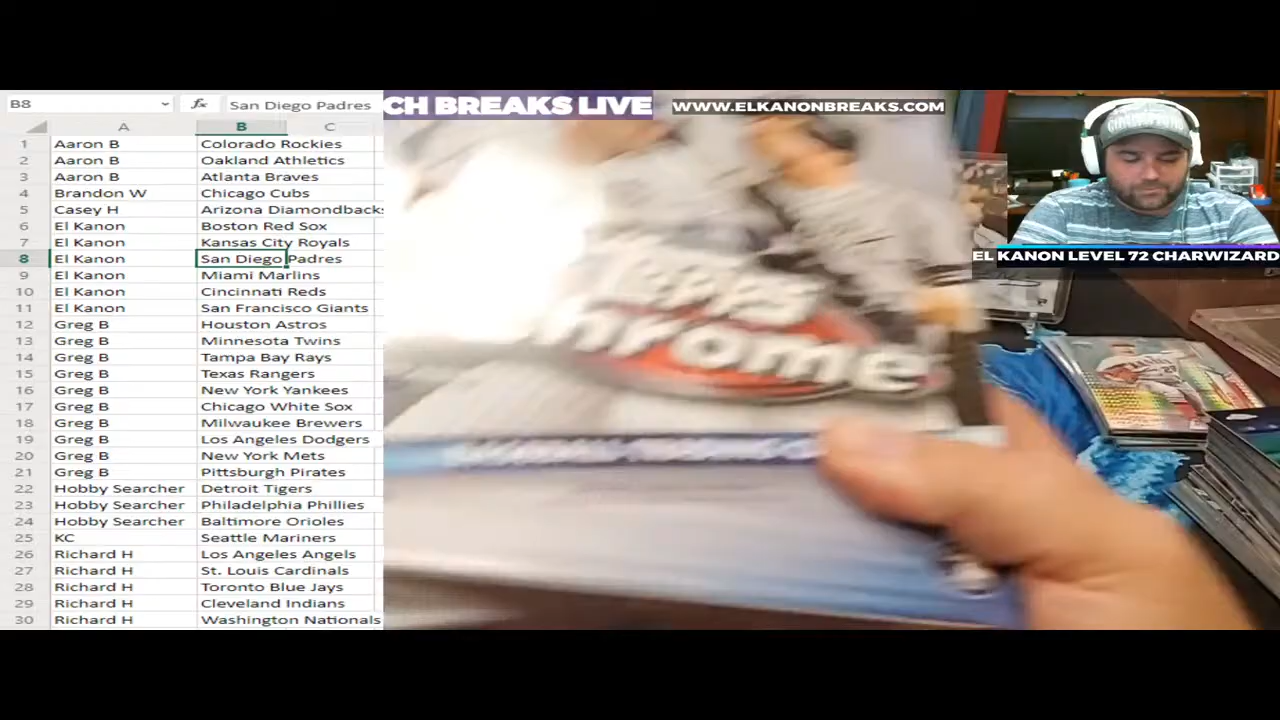 B8 fx San Diego Padres
A B C
1 Aaron B Colorado Rockies
2 Aaron B Oakland Athletics
3 Aaron B Atlanta Braves
4 Brandon W Chicago Cubs
5 Casey H Arizona Diamondbacks
6 El Kanon Boston Red Sox
7 El Kanon Kansas City Royals
8 El Kanon San Diego Padres
9 El Kanon Miami Marlins
10 El Kanon Cincinnati Reds
11 El Kanon San Francisco Giants
12 Greg B Houston Astros
13 Greg B Minnesota Twins
14 Greg B Tampa Bay Rays
15 Greg B Texas Rangers
16 Greg B New York Yankees
17 Greg B Chicago White Sox
18 Greg B Milwaukee Brewers
19 Greg B Los Angeles Dodgers
20 Greg B New York Mets
21 Greg B Pittsburgh Pirates
22 Hobby Searcher Detroit Tigers
23 Hobby Searcher Philadelphia Phillies
24 Hobby Searcher Baltimore Orioles
25 KC Seattle Mariners
26 Richard H Los Angeles Angels
27 Richard H St. Louis Cardinals
28 Richard H Toronto Blue Jays
29 Richard H Cleveland Indians
30 Richard H Washington Nationals
CH BREAKS LIVE
WWW.ELKANONBREAKS.COM
Topps
Chrome
EL KANON LEVEL 72 CHARWIZARD